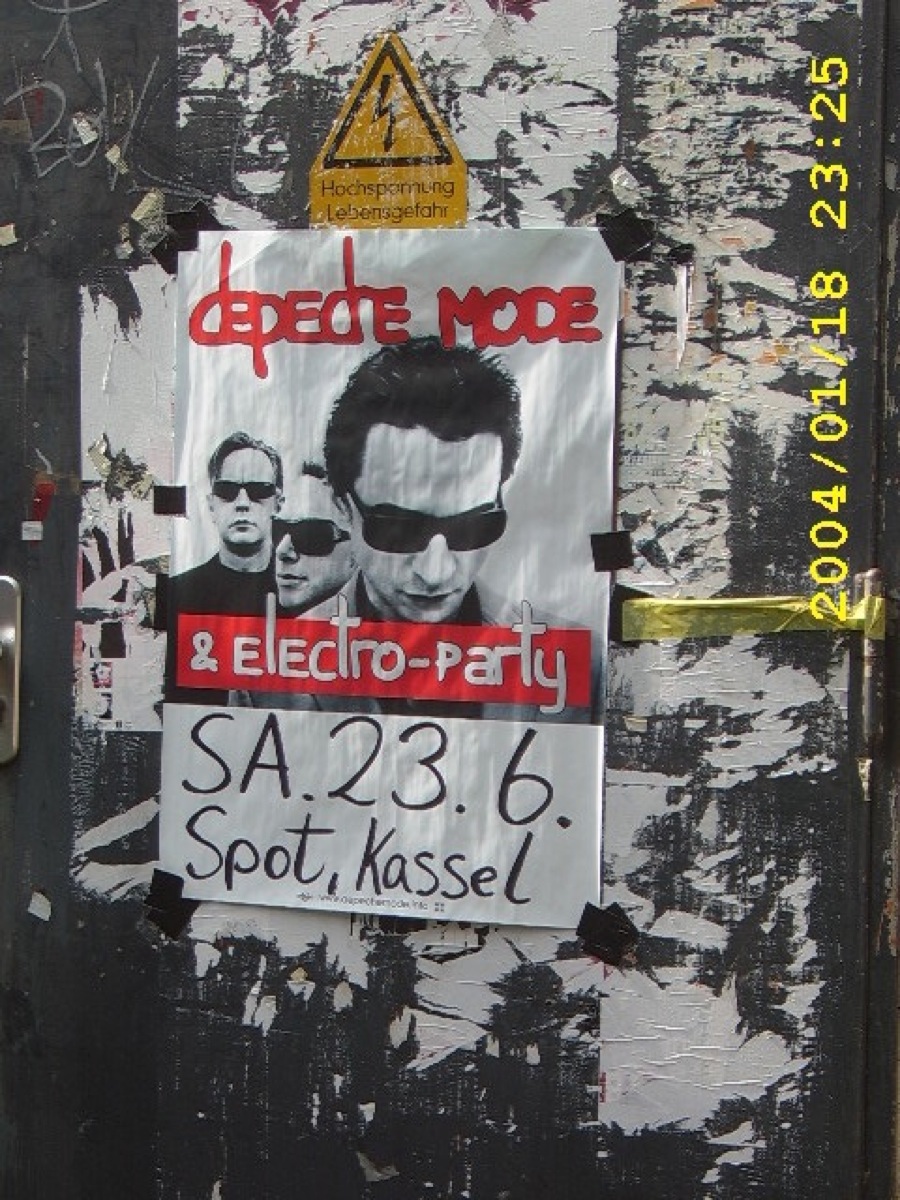 Hochspannung
Lebensgefahr
depeche MODE
& electro-party
SA. 23. 6.
Spot, Kassel
2004/01/18 23:25